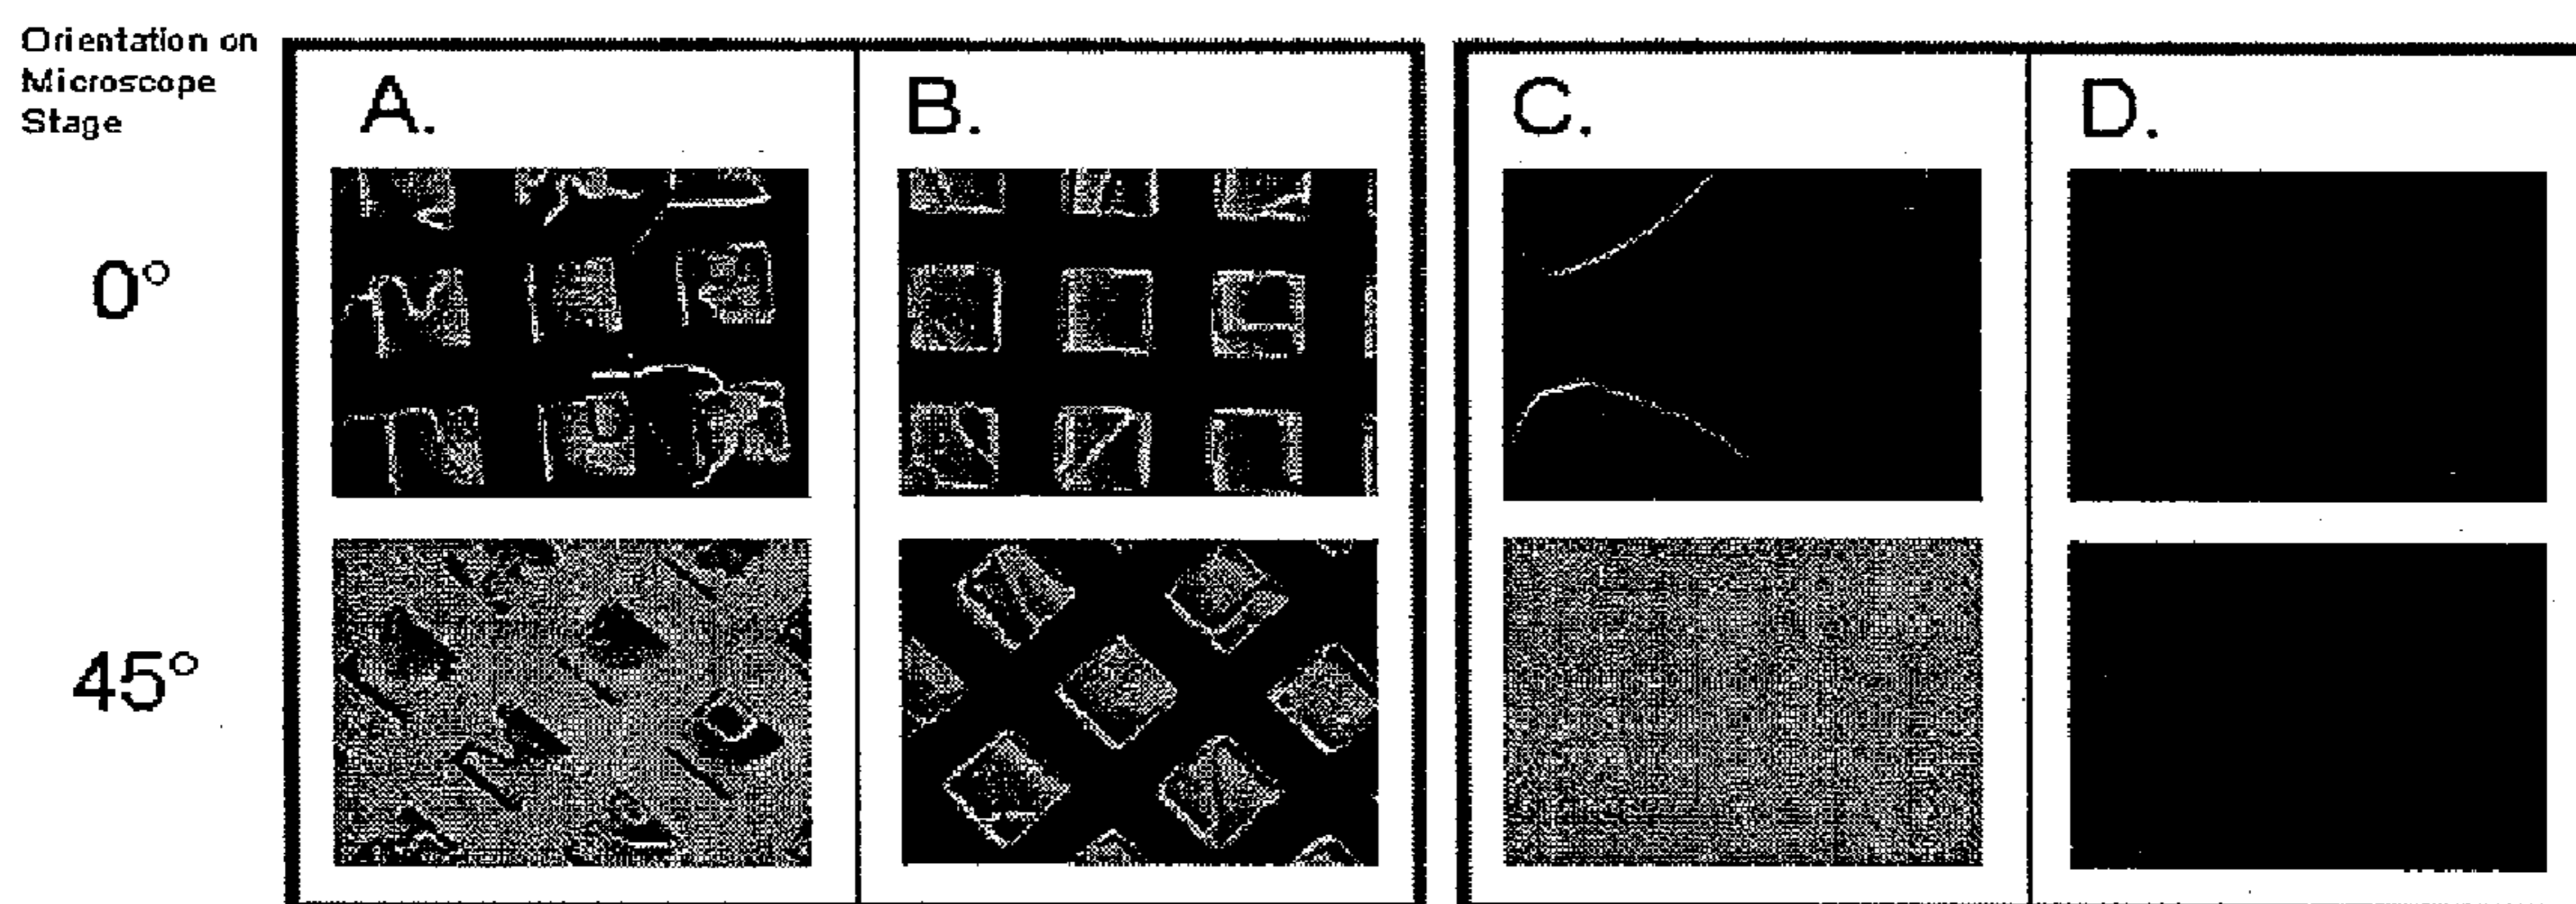 Orientation on
Microscope
Stage
A.
B.
C.
D.
0°
45°